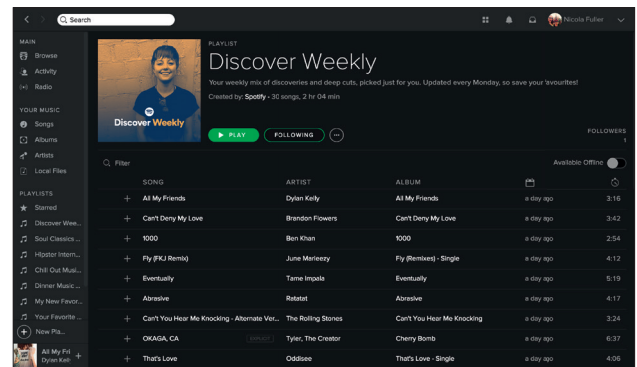 Search
Nicola Fuller
MAIN
Browse
Activity
Radio
YOUR MUSIC
Songs
Albums
Artists
Local Files
PLAYLISTS
Starred
Discover Wee...
Soul Classics ...
Hipster Intern...
Chill Out Musi...
Dinner Music ...
My New Favor...
Your Favorite ...
New Pla...
All My Fri
Dylan Kell
Discover Weekly
PLAYLIST
Discover Weekly
Your weekly mix of discoveries and deep cuts, picked just for you. Updated every Monday, so save your favourites!
Created by: Spotify • 30 songs, 2 hr 04 min
PLAY FOLLOWING
FOLLOWERS
1
Filter Available Offline
SONG ARTIST ALBUM
All My Friends Dylan Kelly All My Friends a day ago 3:16
Can't Deny My Love Brandon Flowers Can't Deny My Love a day ago 3:42
1000 Ben Khan 1000 a day ago 2:54
Fly (FKJ Remix) June Marieezy Fly (Remixes) - Single a day ago 4:12
Eventually Tame Impala Eventually a day ago 5:19
Abrasive Ratatat Abrasive a day ago 4:17
Can't You Hear Me Knocking - Alternate Ver... The Rolling Stones Can't You Hear Me Knocking a day ago 3:24
OKAGA, CA EXPLICIT Tyler, The Creator Cherry Bomb a day ago 6:37
That's Love Oddisee That's Love - Single a day ago 4:06